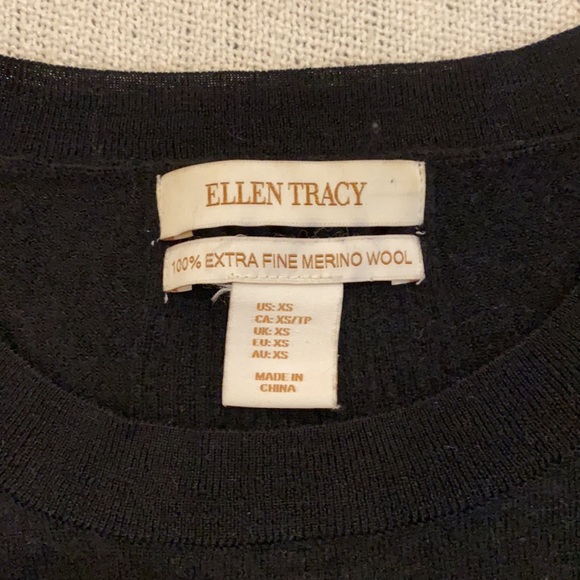 ELLEN TRACY
100% EXTRA FINE MERINO WOOL
US: XS
CA: XS/TP
UK: XS
EU: XS
AU: XS
MADE IN
CHINA